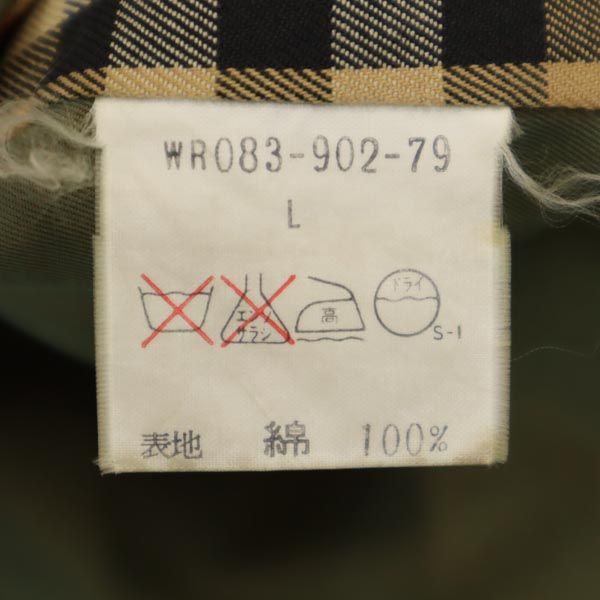 WR083-902-79
L
エンソ
サラシ
高
ドライ
S-1
表地 綿 100%